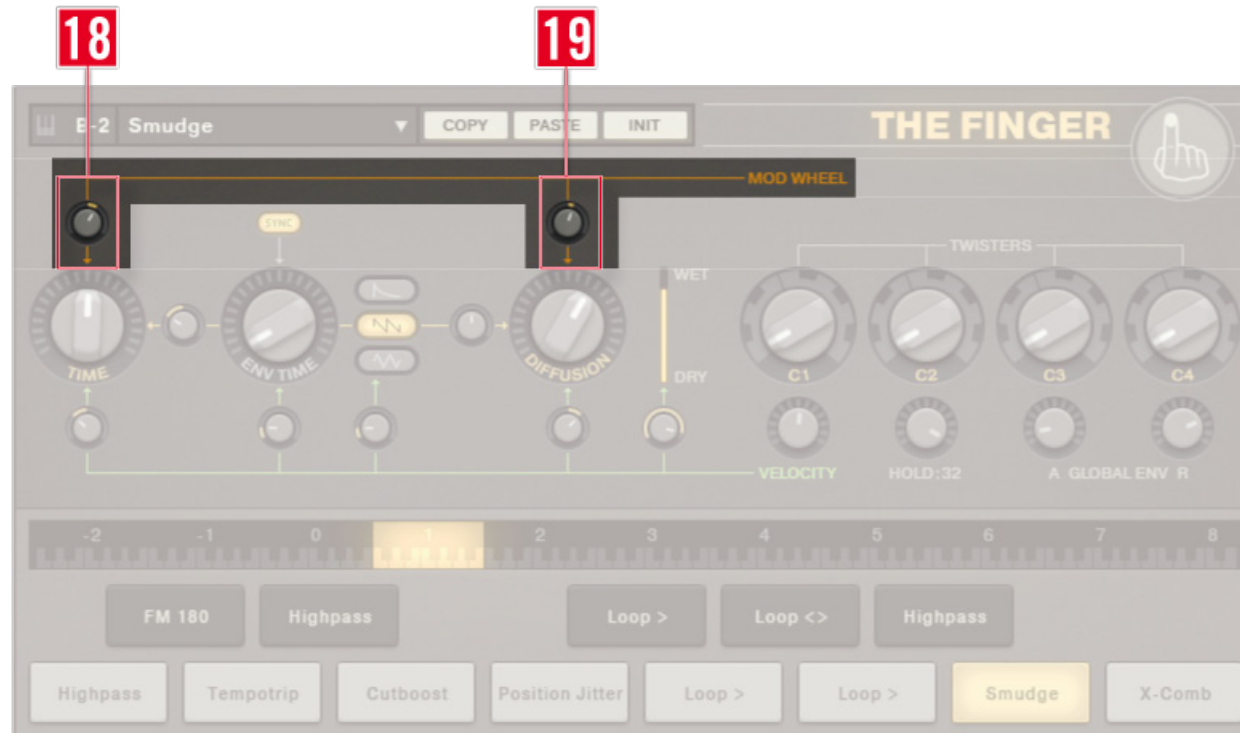 18
19
E-2 Smudge COPY PASTE INIT THE FINGER
MOD WHEEL
SYNC
TWISTERS
WET
TIME ENV TIME DIFFUSION DRY C1 C2 C3 C4
VELOCITY HOLD:32 A GLOBAL ENV R
-2 -1 0 1 2 3 4 5 6 7 8
FM 180 Highpass Loop > Loop <> Highpass
Highpass Tempotrip Cutboost Position Jitter Loop > Loop > Smudge X-Comb